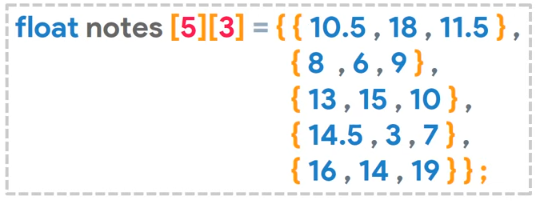 float notes [5][3] = { { 10.5 , 18 , 11.5 } ,
{ 8 , 6 , 9 } ,
{ 13 , 15 , 10 } ,
{ 14.5 , 3 , 7 } ,
{ 16 , 14 , 19 } } ;